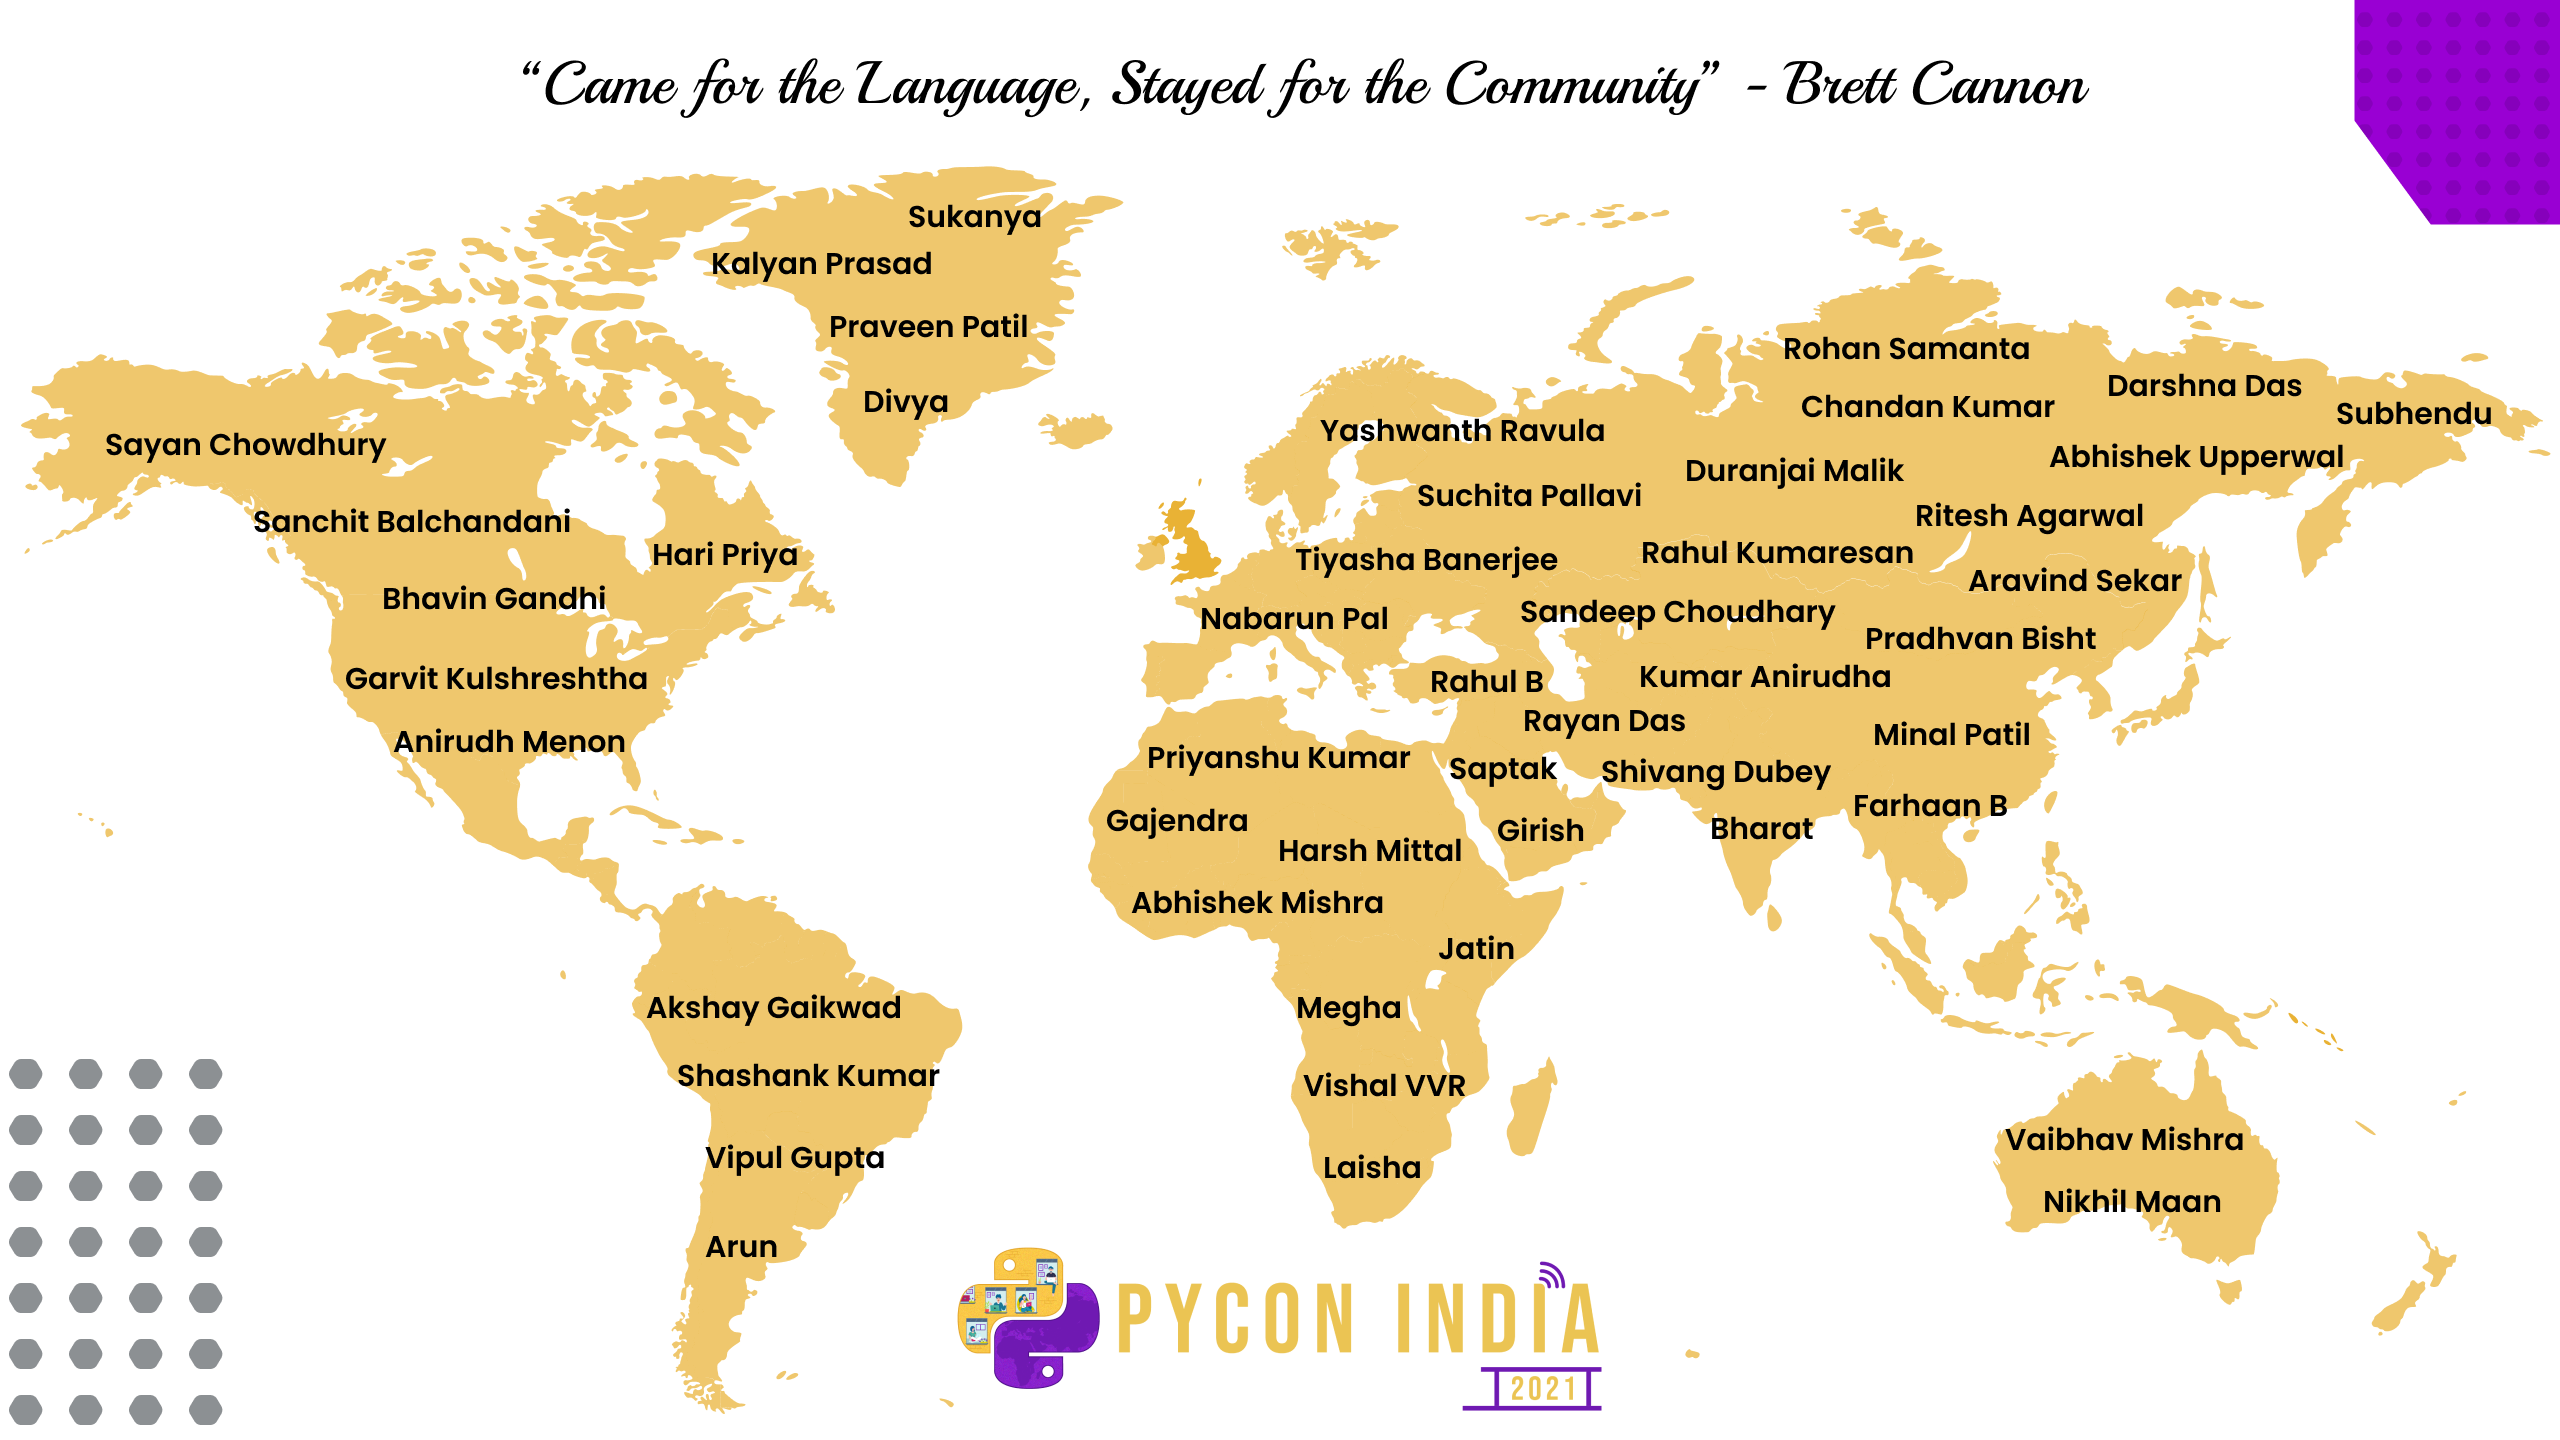 “Came for the Language, Stayed for the Community” - Brett Cannon
Sukanya
Kalyan Prasad
Praveen Patil
Divya
Sayan Chowdhury
Sanchit Balchandani
Hari Priya
Bhavin Gandhi
Garvit Kulshreshtha
Anirudh Menon
Akshay Gaikwad
Shashank Kumar
Vipul Gupta
Arun
Rohan Samanta
Darshna Das
Chandan Kumar
Subhendu
Yashwanth Ravula
Abhishek Upperwal
Duranjai Malik
Suchita Pallavi
Ritesh Agarwal
Tiyasha Banerjee
Rahul Kumaresan
Aravind Sekar
Nabarun Pal
Sandeep Choudhary
Pradhvan Bisht
Rahul B
Kumar Anirudha
Rayan Das
Minal Patil
Priyanshu Kumar
Saptak
Shivang Dubey
Farhaan B
Gajendra
Girish
Bharat
Harsh Mittal
Abhishek Mishra
Jatin
Megha
Vishal VVR
Laisha
Vaibhav Mishra
Nikhil Maan
PYCON INDIA
2021